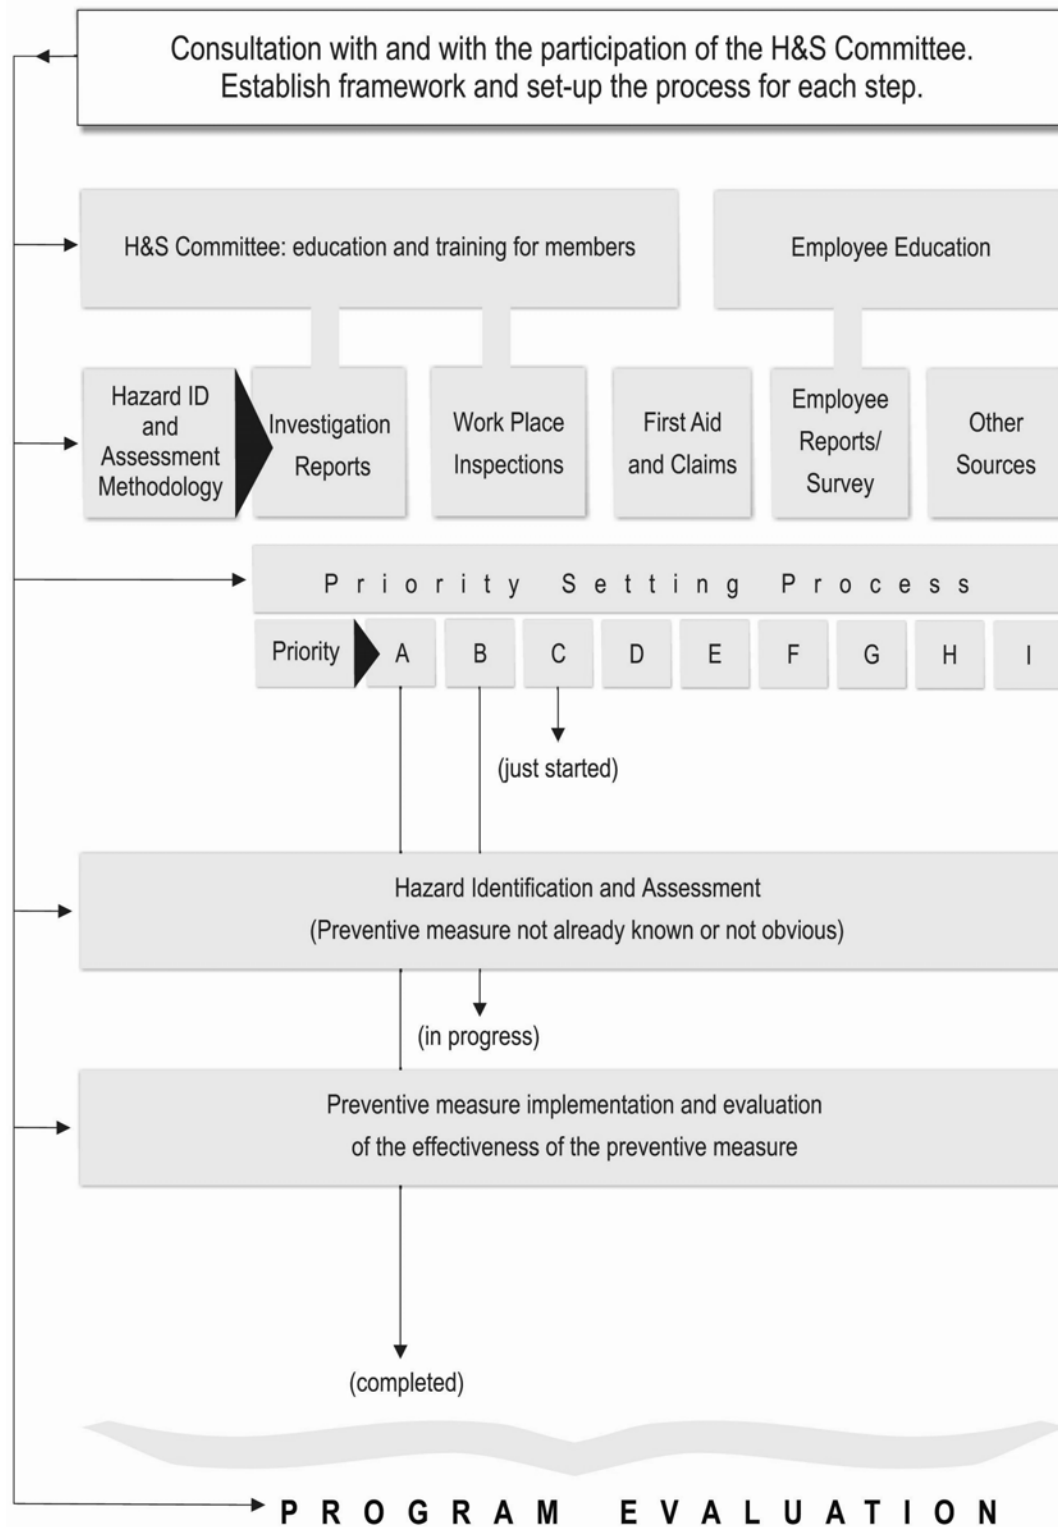 Consultation with and with the participation of the H&S Committee.
Establish framework and set-up the process for each step.
H&S Committee: education and training for members
Employee Education
Hazard ID
and
Assessment
Methodology
Investigation
Reports
Work Place
Inspections
First Aid
and Claims
Employee
Reports/
Survey
Other
Sources
Priority Setting Process
Priority
A
B
C
D
E
F
G
H
I
(just started)
Hazard Identification and Assessment
(Preventive measure not already known or not obvious)
(in progress)
Preventive measure implementation and evaluation
of the effectiveness of the preventive measure
(completed)
PROGRAM EVALUATION